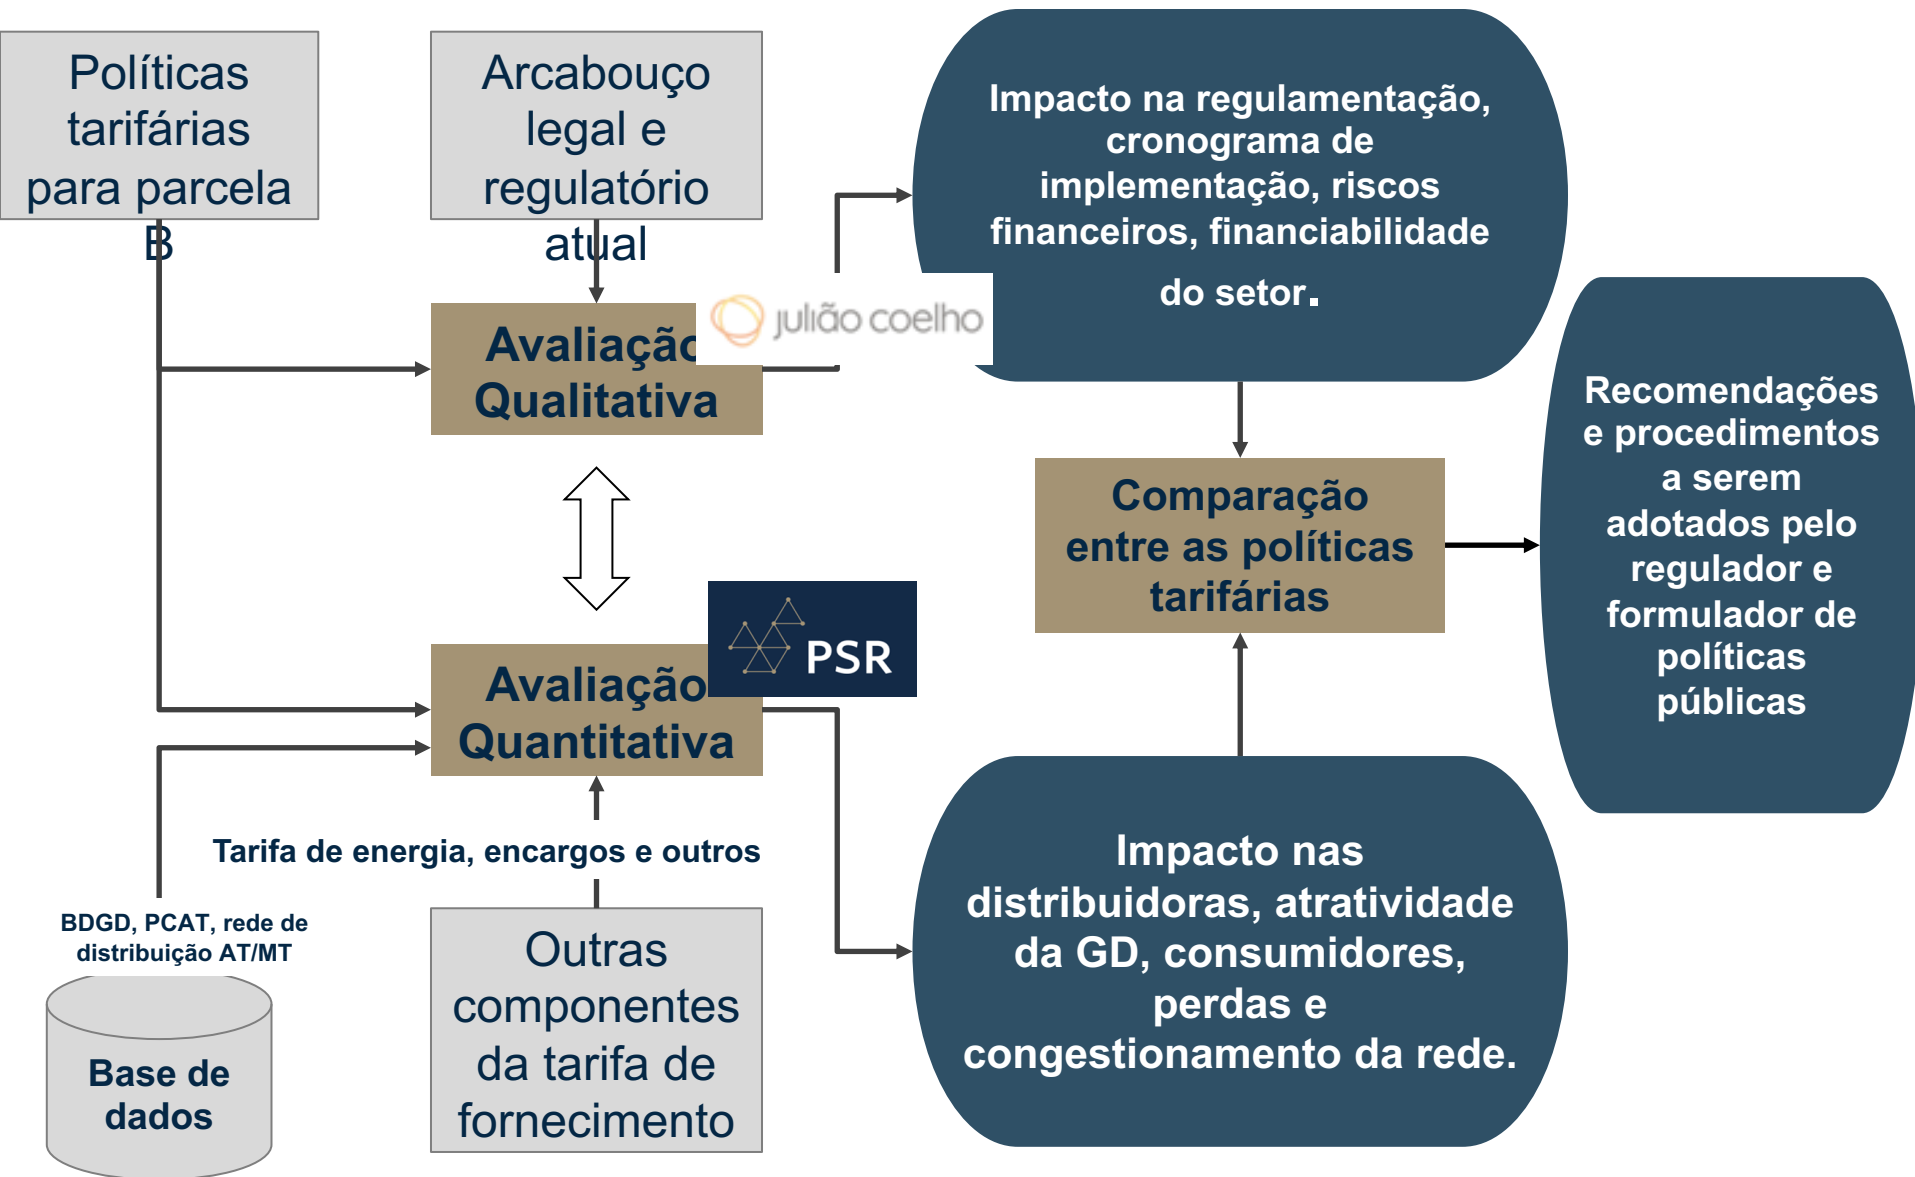 Políticas
tarifárias
para parcela
B
Arcabouço
legal e
regulatório
atual
Impacto na regulamentação,
cronograma de
implementação, riscos
financeiros, financiabilidade
do setor.
julião coelho
Avaliação
Qualitativa
Recomendações
e procedimentos
a serem
adotados pelo
regulador e
formulador de
políticas
públicas
Comparação
entre as políticas
tarifárias
PSR
Avaliação
Quantitativa
Tarifa de energia, encargos e outros
BDGD, PCAT, rede de
distribuição AT/MT
Base de
dados
Outras
componentes
da tarifa de
fornecimento
Impacto nas
distribuidoras, atratividade
da GD, consumidores,
perdas e
congestionamento da rede.